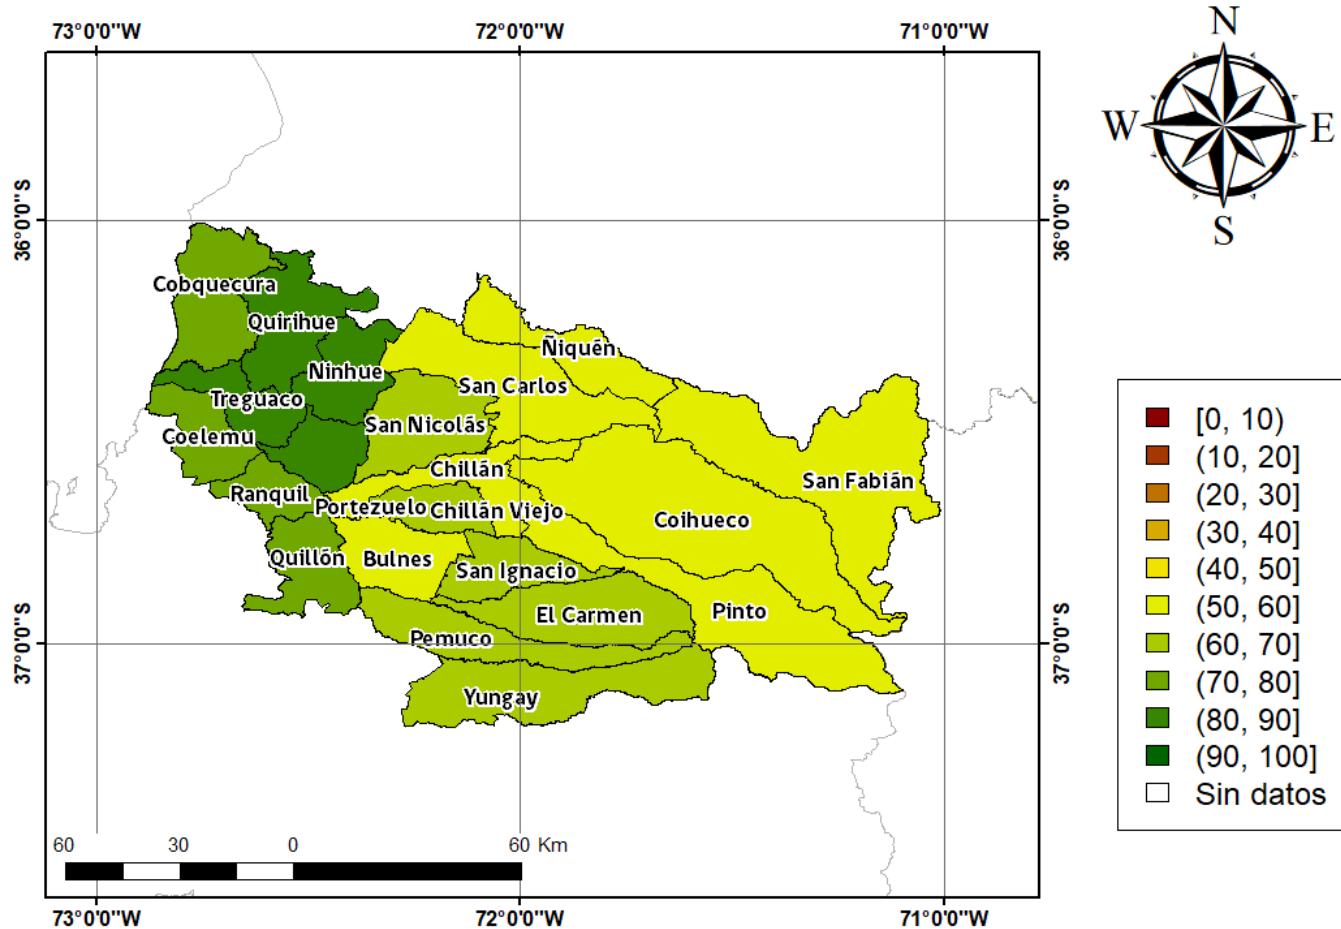 73°0'0"W 72°0'0"W 71°0'0"W
N
W E
S
36°0'0"S 36°0'0"S
Cobquecura
Quirihue
Ñiquén
Ninhue
San Carlos
Treguaco
San Nicolás
Coelemu
Chillán
San Fabián
Ranquil
Portezuelo
Chillán Viejo
Coihueco
Quillón
Bulnes
San Ignacio
El Carmen
Pinto
Pemuco
Yungay
37°0'0"S 37°0'0"S
[0, 10)
(10, 20]
(20, 30]
(30, 40]
(40, 50]
(50, 60]
(60, 70]
(70, 80]
(80, 90]
(90, 100]
Sin datos
60 30 0 60 Km
73°0'0"W 72°0'0"W 71°0'0"W